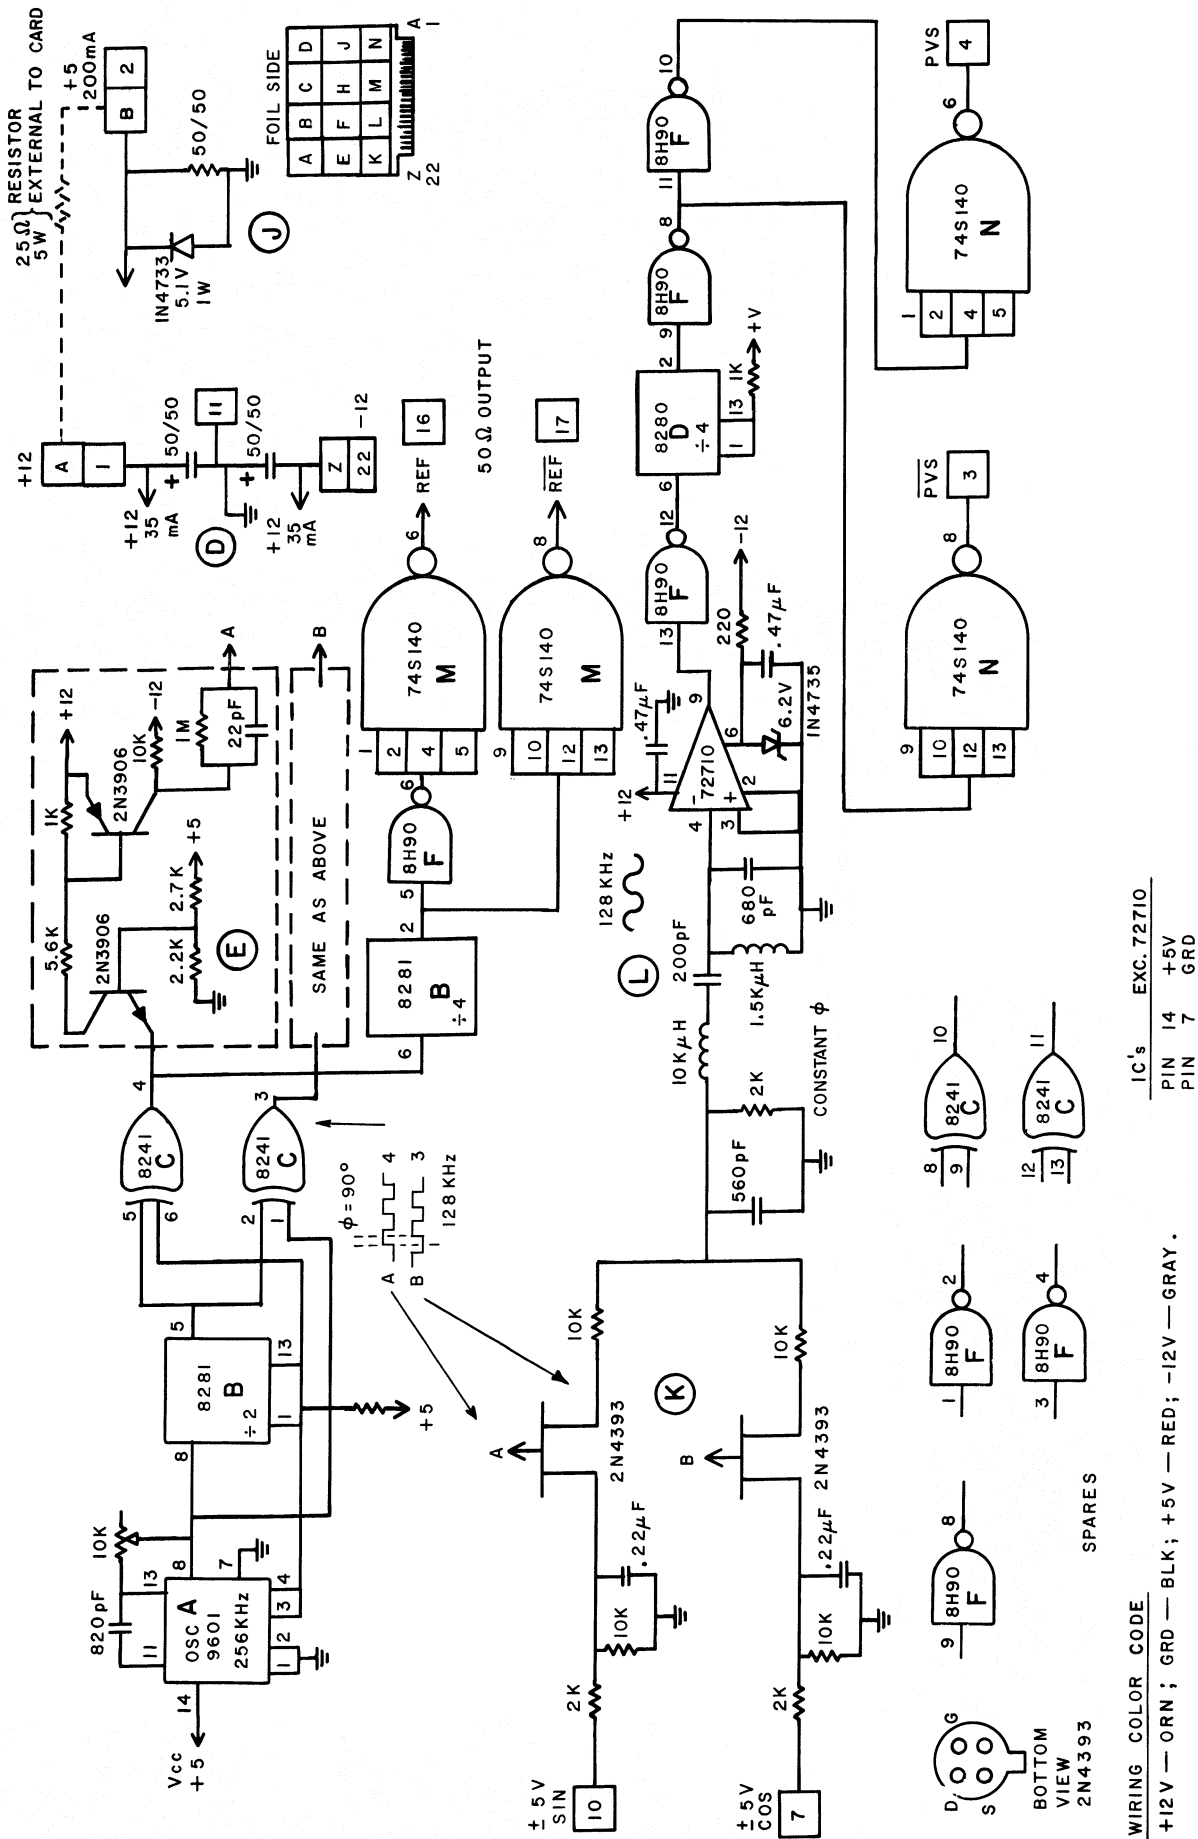 25Ω } RESISTOR
5W } EXTERNAL TO CARD
+5
200mA
B 2
50/50
IN4733
5.1V
1W
J
FOIL SIDE
A B C D
E F H J
K L M N
Z
22
A
1
+12
A
1
+12
35
mA
+
50/50
11
D
+
50/50
+12
35
mA
Z
22
-12
Vcc
+5
14
OSC A
9601
256KHz
11
13
820pF
10K
8
7
1 2 3 4
8
8281
B
÷2
5
1
13
+5
5
6
8241
C
4
2
1
8241
C
3
φ = 90°
A
4
B
3
128KHz
5.6K
1K
+12
2N3906
2N3906
10K
-12
1M
22pF
A
2.2K
2.7K
+5
E
SAME AS ABOVE
B
6
8281
B
÷4
2
5
8H90
F
6
1
2
4
5
74S140
M
6
REF
16
9
10
12
13
74S140
M
8
REF
17
50Ω OUTPUT
± 5V
SIN
10
2K
10K
.22µF
A
2N4393
10K
± 5V
COS
7
2K
10K
.22µF
B
2N4393
10K
K
560pF
2K
CONSTANT φ
10KµH
200pF
1.5KµH
680
pF
L
128KHz
4
3
-
+
72710
11
2
6
9
+12
.47µF
220
-12
.47µF
6.2V
IN4735
13
8H90
F
12
6
8280
D
÷4
2
1
13
1K
+V
9
8H90
F
8
11
8H90
F
10
9
10
12
13
74S140
N
8
PVS
3
1
2
4
5
74S140
N
6
PVS
4
D
G
S
BOTTOM
VIEW
2N4393
9
8H90
F
8
1
8H90
F
2
3
8H90
F
4
8
9
8241
C
10
12
13
8241
C
11
SPARES
IC's EXC. 72710
PIN 14 +5V
PIN 7 GRD
WIRING COLOR CODE
+12V — ORN ; GRD — BLK; +5V — RED; -12V — GRAY.